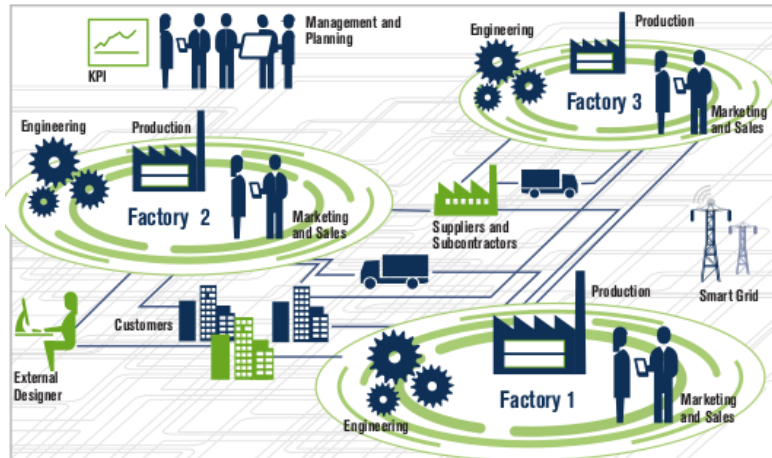 Management and
Planning
KPI
Engineering
Production
Factory 3
Marketing
and Sales
Engineering
Production
Factory 2
Marketing
and Sales
Suppliers and
Subcontractors
Smart Grid
Customers
External
Designer
Production
Factory 1
Engineering
Marketing
and Sales